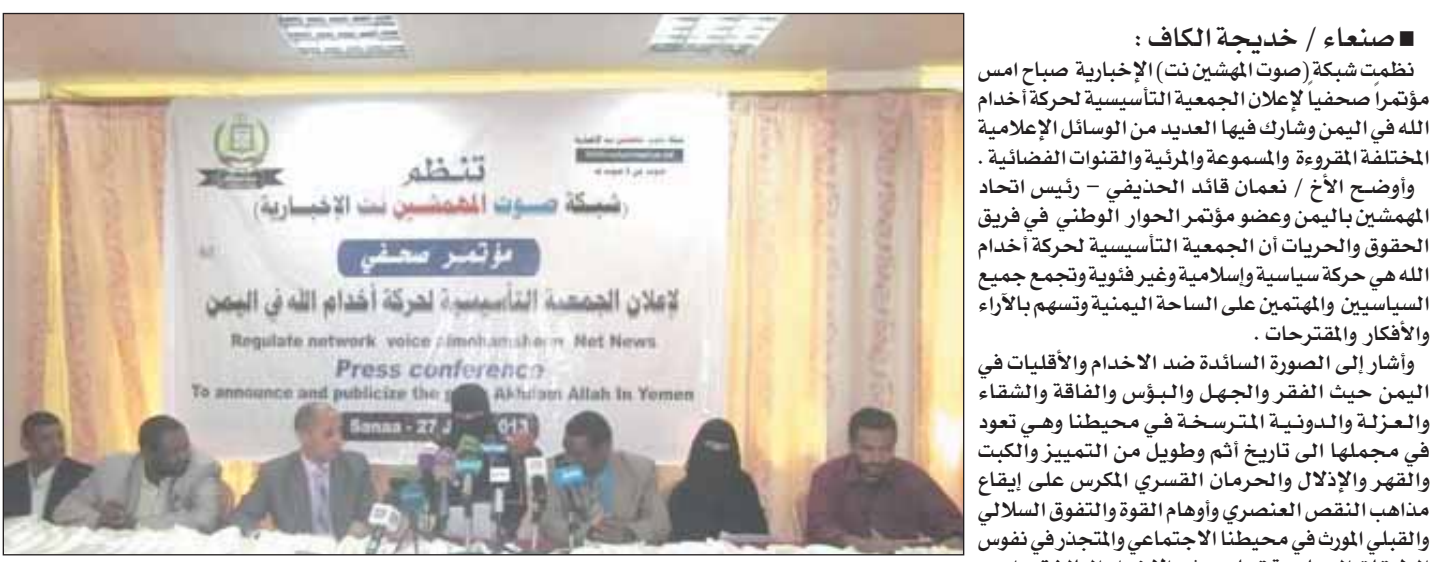 ■ صنعاء / خديجة الكاف :
نظمت شبكة (صوت المهشين نت) الإخبارية صباح امس
مؤتمراً صحفياً لإعلان الجمعية التأسيسية لحركة أخدام
الله في اليمن وشارك فيها العديد من الوسائل الإعلامية
المختلفة المقروءة والمسموعة والمرئية والقنوات الفضائية .
وأوضح الأخ / نعمان قائد الحذيفي – رئيس اتحاد
المهمشين باليمن وعضو مؤتمر الحوار الوطني في فريق
الحقوق والحريات أن الجمعية التأسيسية لحركة أخدام
الله هي حركة سياسية وإسلامية وغير فئوية وتجمع جميع
السياسيين والمهتمين على الساحة اليمنية وتسهم بالآراء
والأفكار والمقترحات .
وأشار إلى الصورة السائدة ضد الاخدام والأقليات في
اليمن حيث الفقر والجهل والبؤس والفاقة والشقاء
والعزلة والدونية المترسخة في محيطنا وهي تعود
في مجملها الى تاريخ أثم وطويل من التمييز والكبت
والقهر والإذلال والحرمان القسري المكرس على إيقاع
مذاهب النقص العنصري وأوهام القوة والتفوق السلالي
والقبلي المورث في محيطنا الاجتماعي والمتجذر في نفوس
تنظم
(شبكة صوت المهمشين نت الإخبارية)
مؤتمر صحفي
لإعلان الجمعية التأسيسية لحركة أخدام الله في اليمن
Regulate network voice Net News
Press conference
To announce and publicize the Allah In Yemen
Sanaa - 27